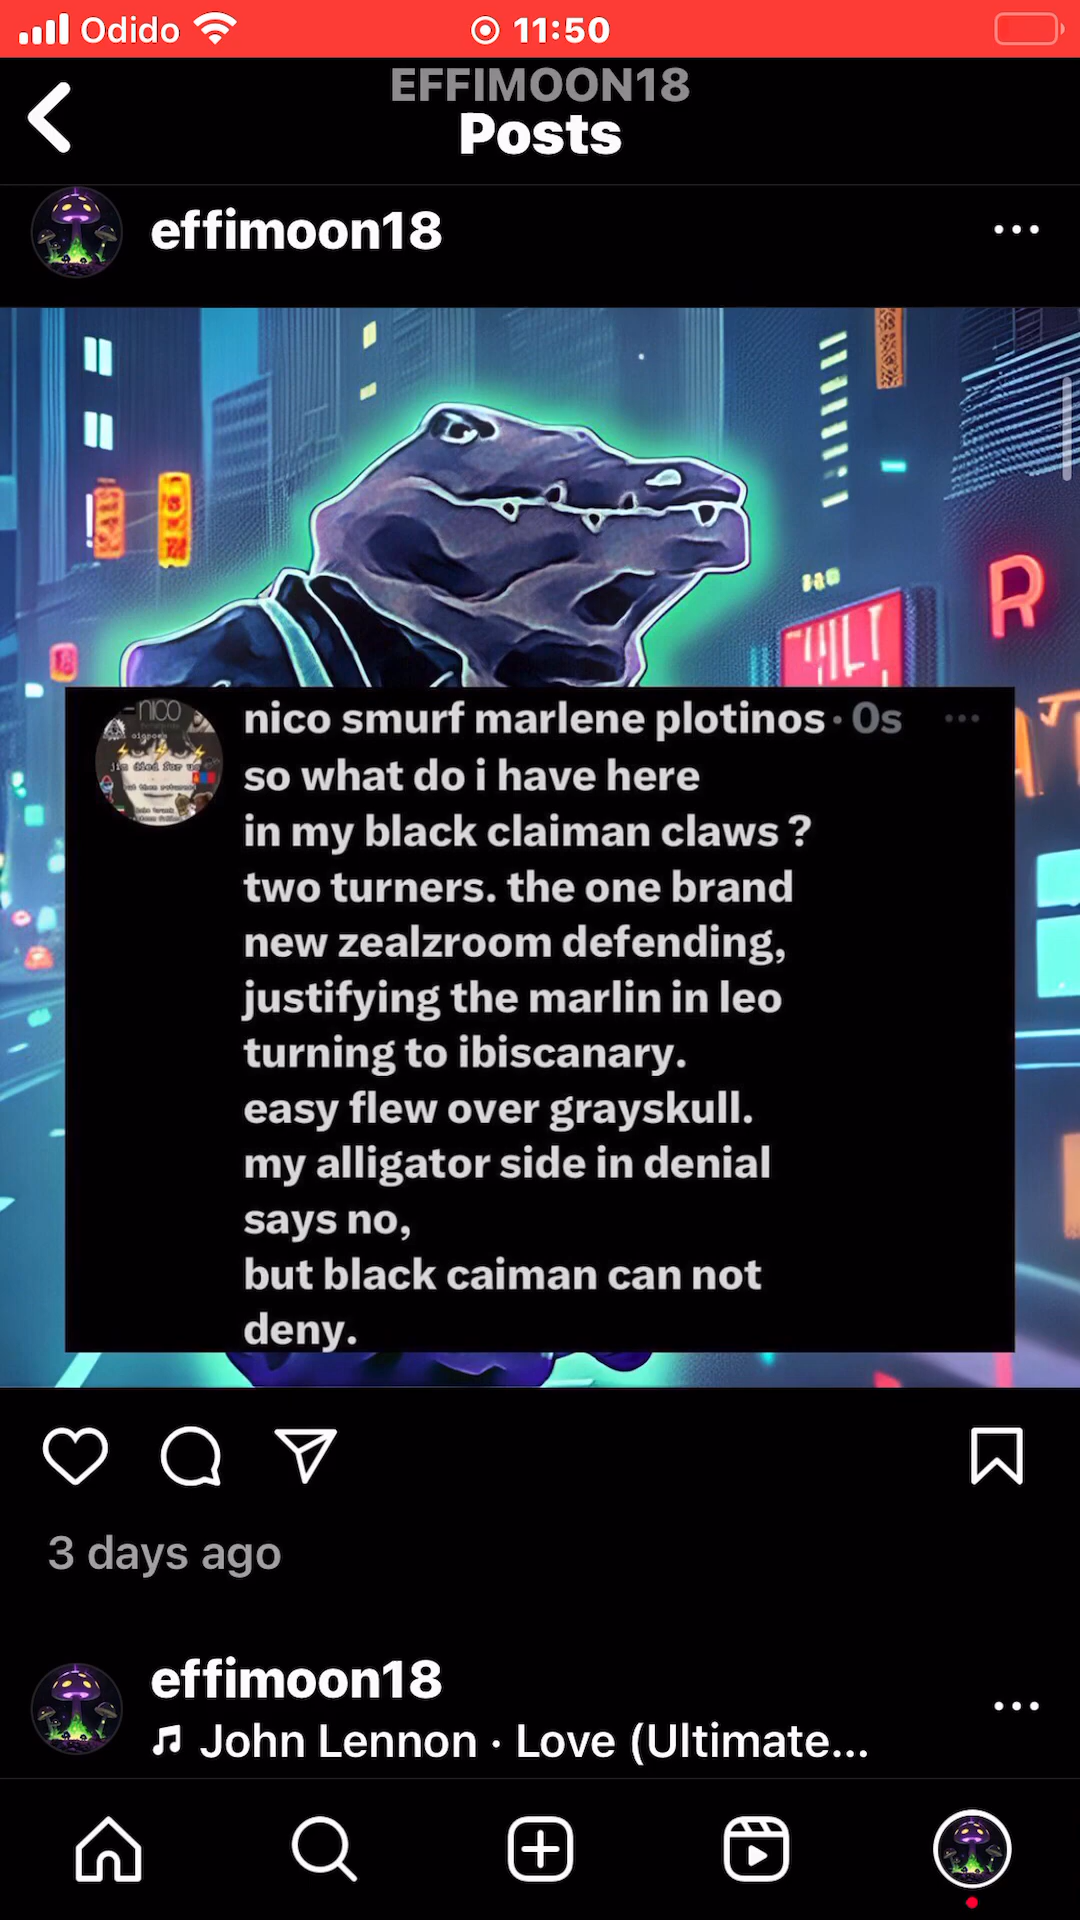 Odido
11:50
EFFIMOON18
Posts
effimoon18
R
nico smurf marlene plotinos · 0s
so what do i have here
in my black claiman claws ?
two turners. the one brand
new zealzroom defending,
justifying the marlin in leo
turning to ibiscanary.
easy flew over grayskull.
my alligator side in denial
says no,
but black caiman can not
deny.
3 days ago
effimoon18
John Lennon · Love (Ultimate...